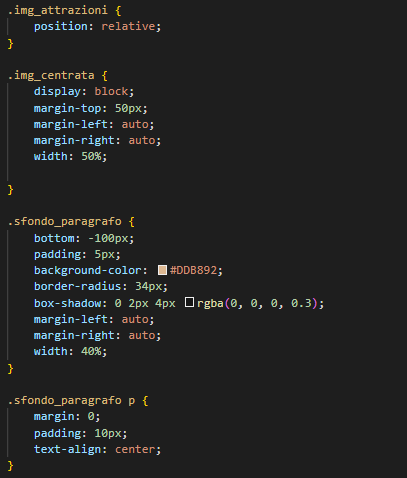 .img_attrazioni {
    position: relative;
}
.img_centrata {
    display: block;
    margin-top: 50px;
    margin-left: auto;
    margin-right: auto;
    width: 50%;
}
.sfondo_paragrafo {
    bottom: -100px;
    padding: 5px;
    background-color: #DDB892;
    border-radius: 34px;
    box-shadow: 0 2px 4px rgba(0, 0, 0, 0.3);
    margin-left: auto;
    margin-right: auto;
    width: 40%;
}
.sfondo_paragrafo p {
    margin: 0;
    padding: 10px;
    text-align: center;
}